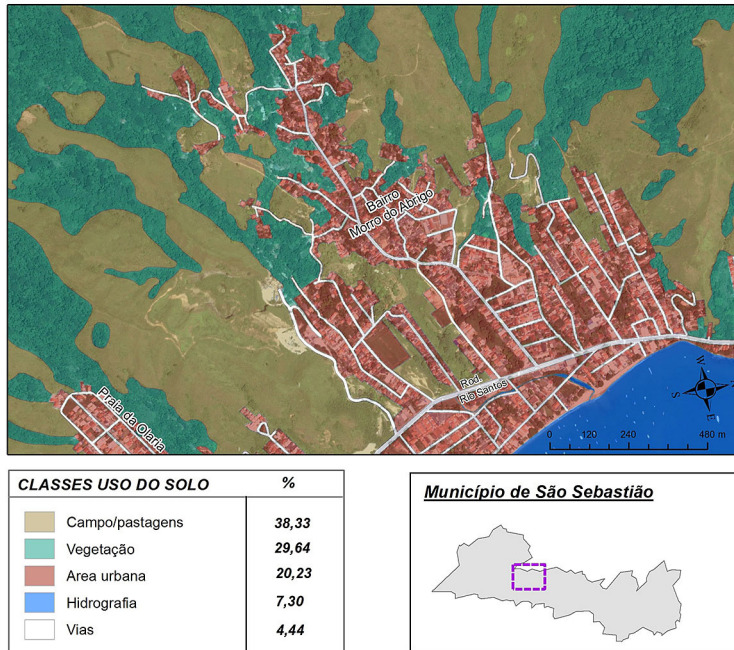 Bairro
Morro do Abrigo
Rod.
Rio Santos
Praia da Olaria
W
S
E
0 120 240 480 m
CLASSES USO DO SOLO %
Campo/pastagens 38,33
Vegetação 29,64
Area urbana 20,23
Hidrografia 7,30
Vias 4,44
Município de São Sebastião